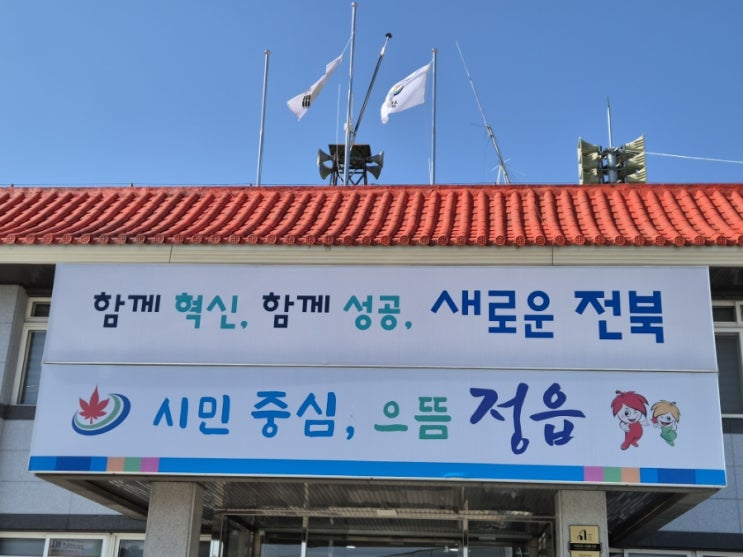 함께 혁신, 함께 성공, 새로운 전북
시민 중심, 으뜸 정읍